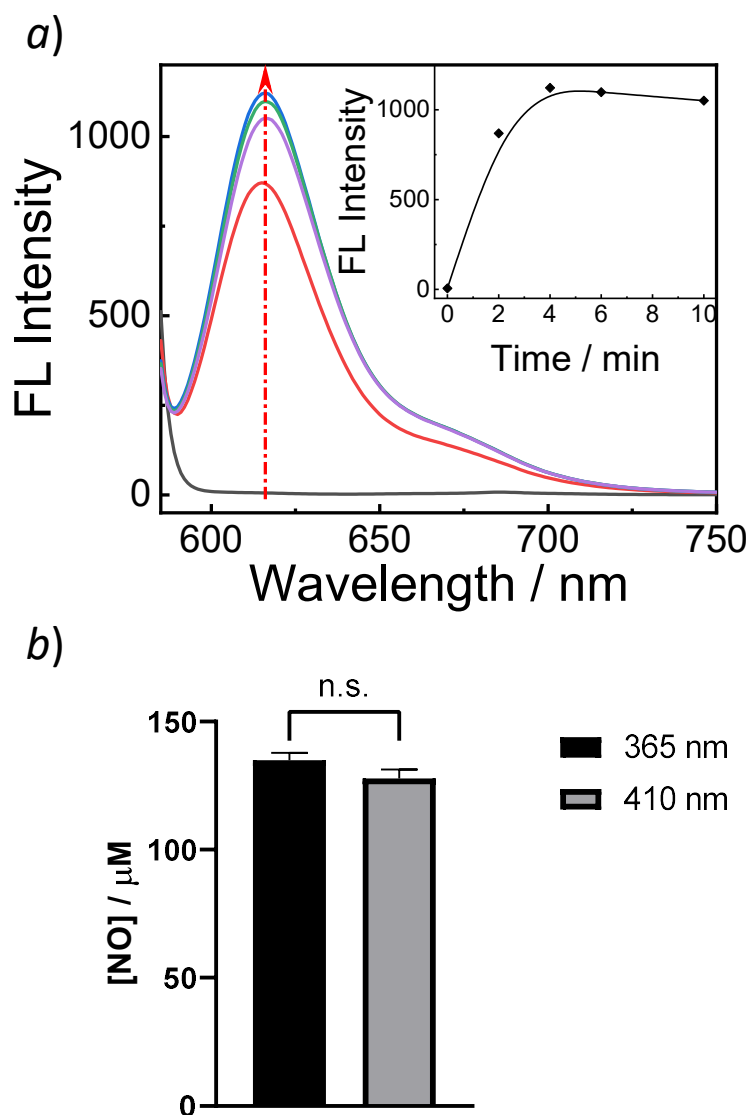 a)
FL Intensity
1000
500
0
600
650
700
750
Wavelength / nm
FL Intensity
1000
500
0
0
2
4
6
8
10
Time / min
b)
n.s.
[NO] / μM
150
100
50
0
365 nm
410 nm